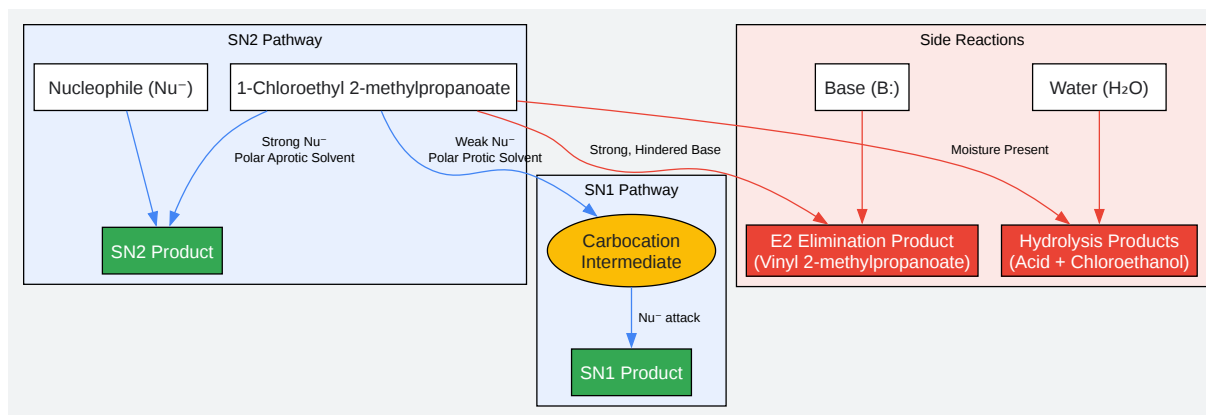 SN2 Pathway
Nucleophile (Nu⁻)
1-Chloroethyl 2-methylpropanoate
Strong Nu⁻
Polar Aprotic Solvent
Weak Nu⁻
Polar Protic Solvent
SN2 Product
SN1 Pathway
Carbocation
Intermediate
Nu⁻ attack
SN1 Product
Side Reactions
Base (B:)
Water (H₂O)
Strong, Hindered Base
Moisture Present
E2 Elimination Product
(Vinyl 2-methylpropanoate)
Hydrolysis Products
(Acid + Chloroethanol)